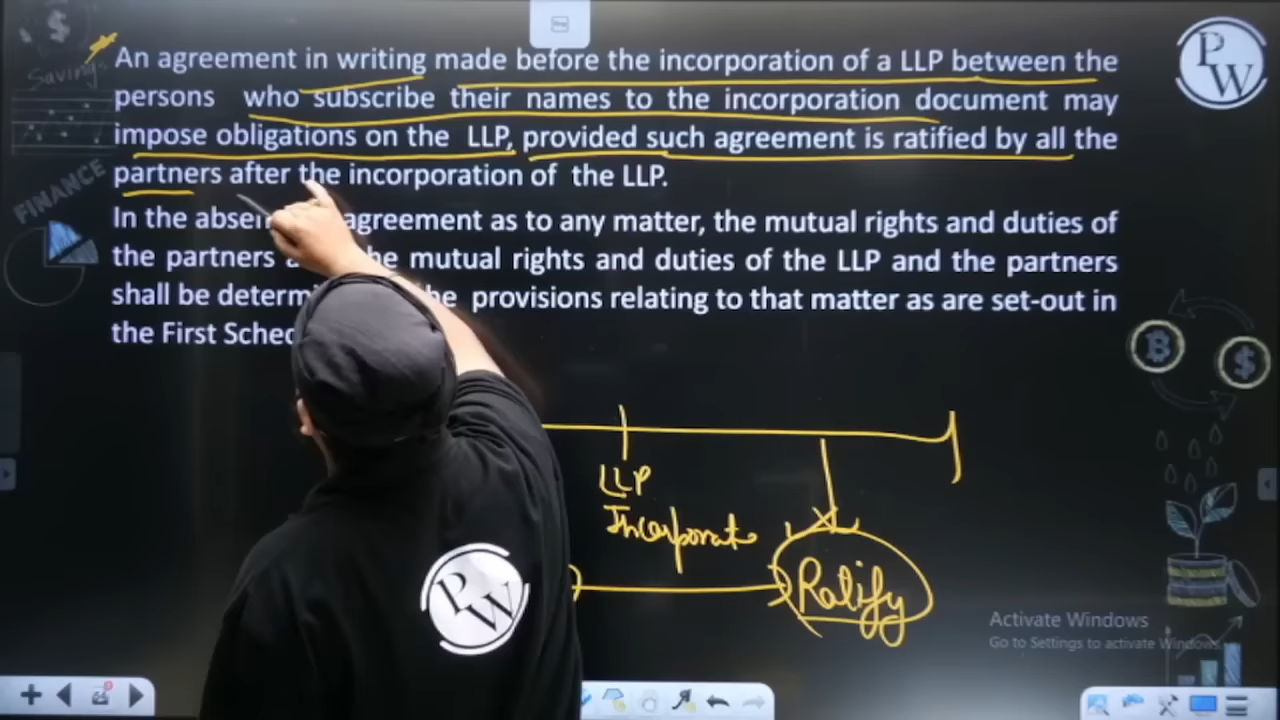 Savings
An agreement in writing made before the incorporation of a LLP between the
persons who subscribe their names to the incorporation document may
impose obligations on the LLP, provided such agreement is ratified by all the
partners after the incorporation of the LLP.
In the absen agreement as to any matter, the mutual rights and duties of
the partners a he mutual rights and duties of the LLP and the partners
shall be determi he provisions relating to that matter as are set-out in
the First Sched
FINANCE
PW
LLP
Incorporate
Ratify
PW
Activate Windows
Go to Settings to activate Windows.